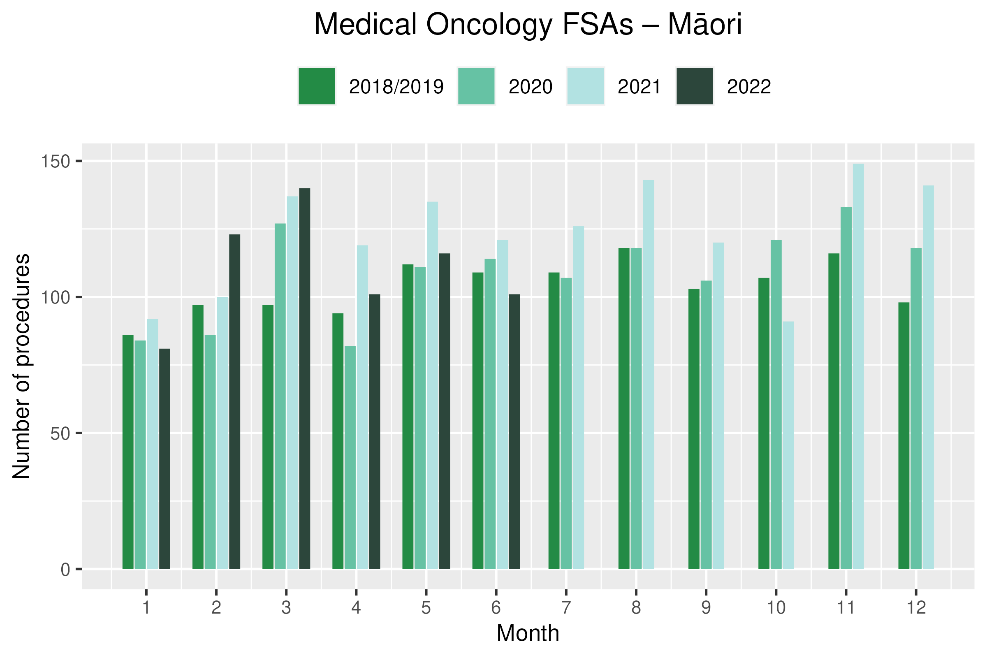 Medical Oncology FSAs – Māori
2018/2019 2020 2021 2022
Number of procedures
150
100
50
0
1 2 3 4 5 6 7 8 9 10 11 12
Month